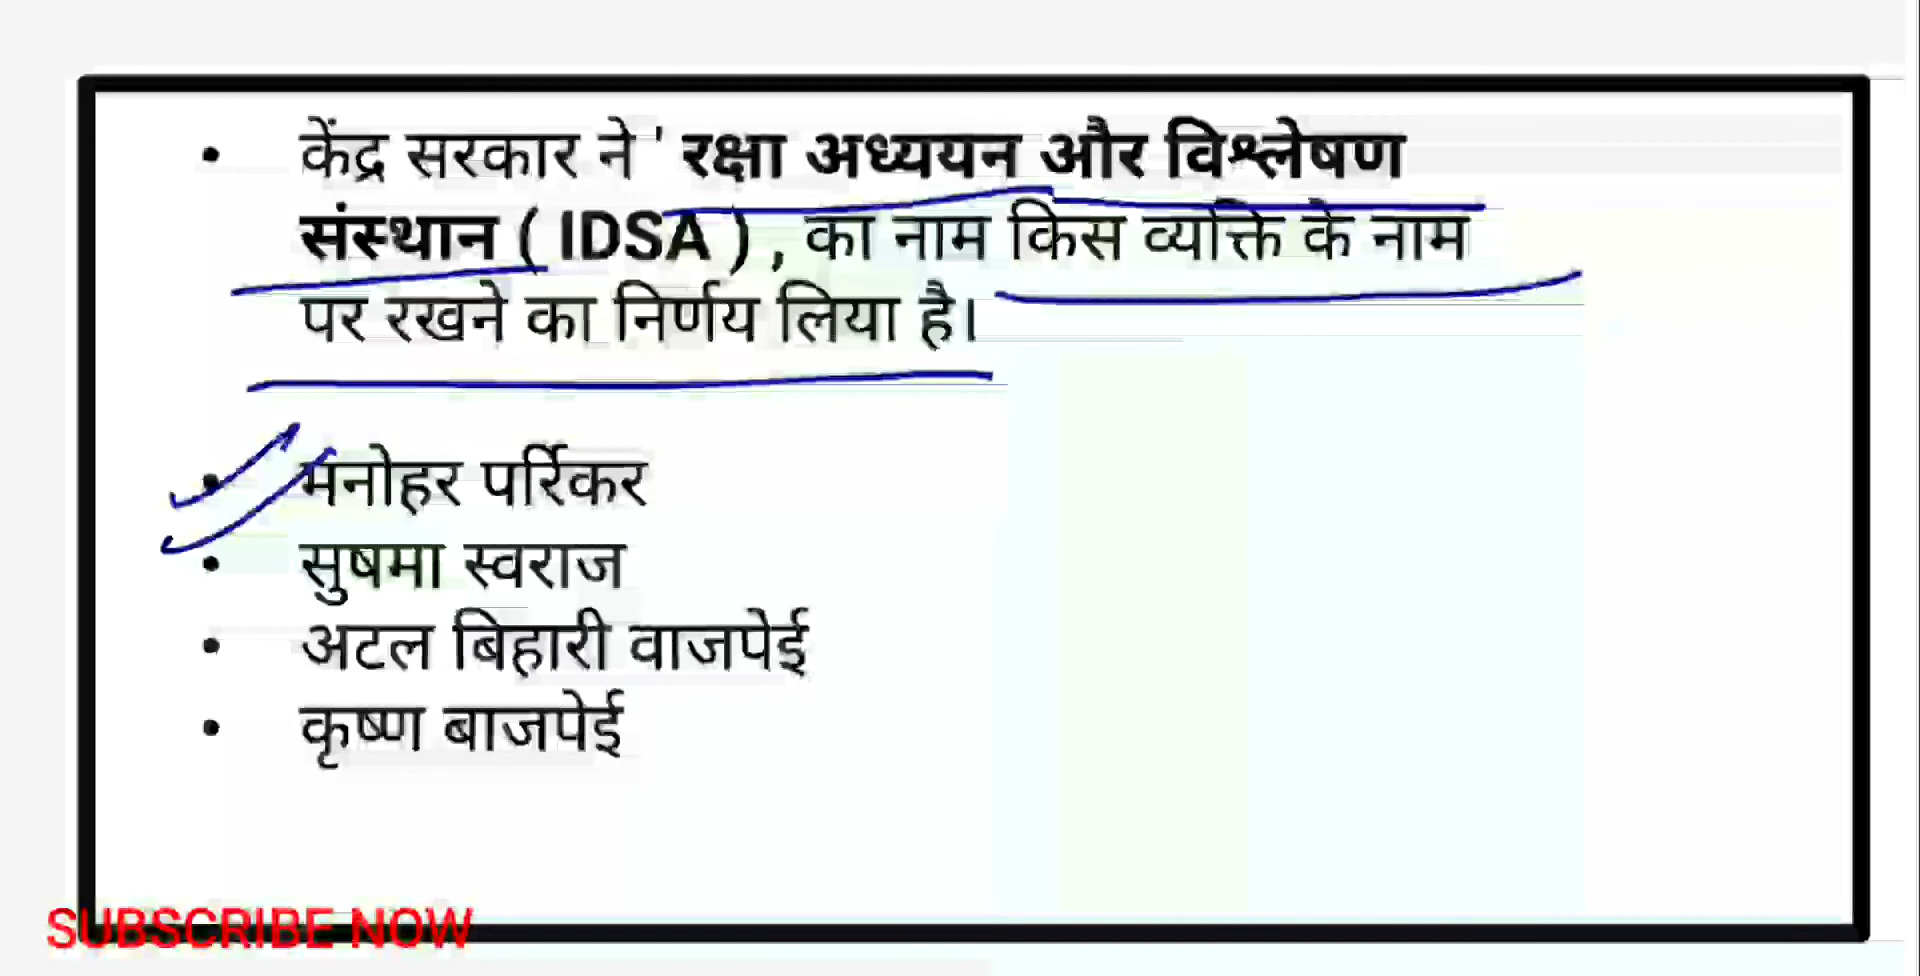 • केंद्र सरकार ने ' रक्षा अध्ययन और विश्लेषण
संस्थान ( IDSA ) , का नाम किस व्यक्ति के नाम
पर रखने का निर्णय लिया है।
• मनोहर पर्रिकर
• सुषमा स्वराज
• अटल बिहारी वाजपेई
• कृष्ण बाजपेई
SUBSCRIBE NOW